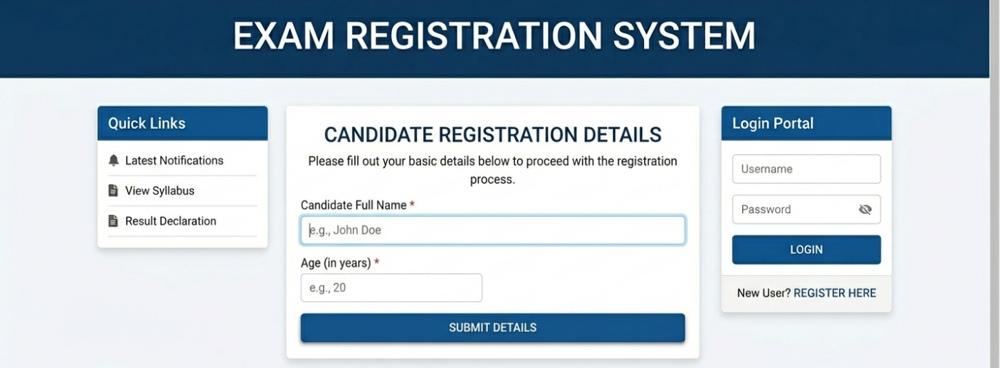 EXAM REGISTRATION SYSTEM
Quick Links
Latest Notifications
View Syllabus
Result Declaration
CANDIDATE REGISTRATION DETAILS
Please fill out your basic details below to proceed with the registration
process.
Candidate Full Name *
e.g., John Doe
Age (in years) *
e.g., 20
SUBMIT DETAILS
Login Portal
Username
Password
LOGIN
New User? REGISTER HERE